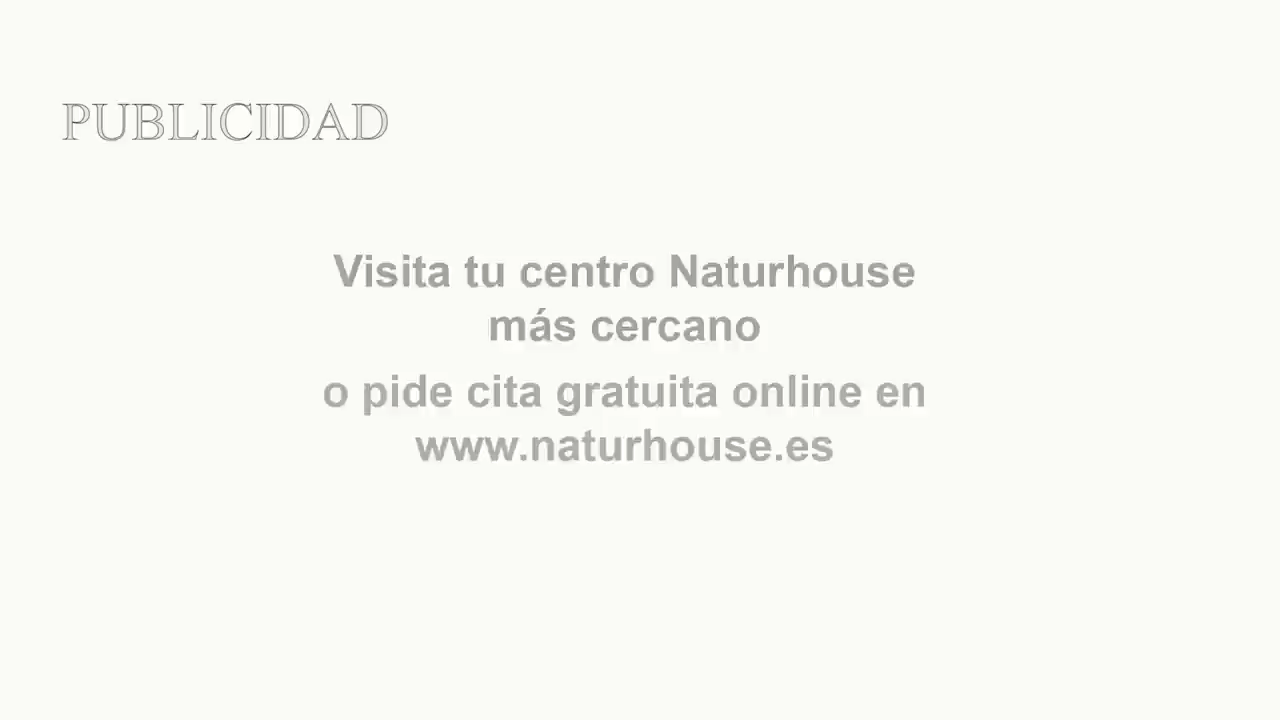 PUBLICIDAD
Visita tu centro Naturhouse
más cercano
o pide cita gratuita online en
www.naturhouse.es